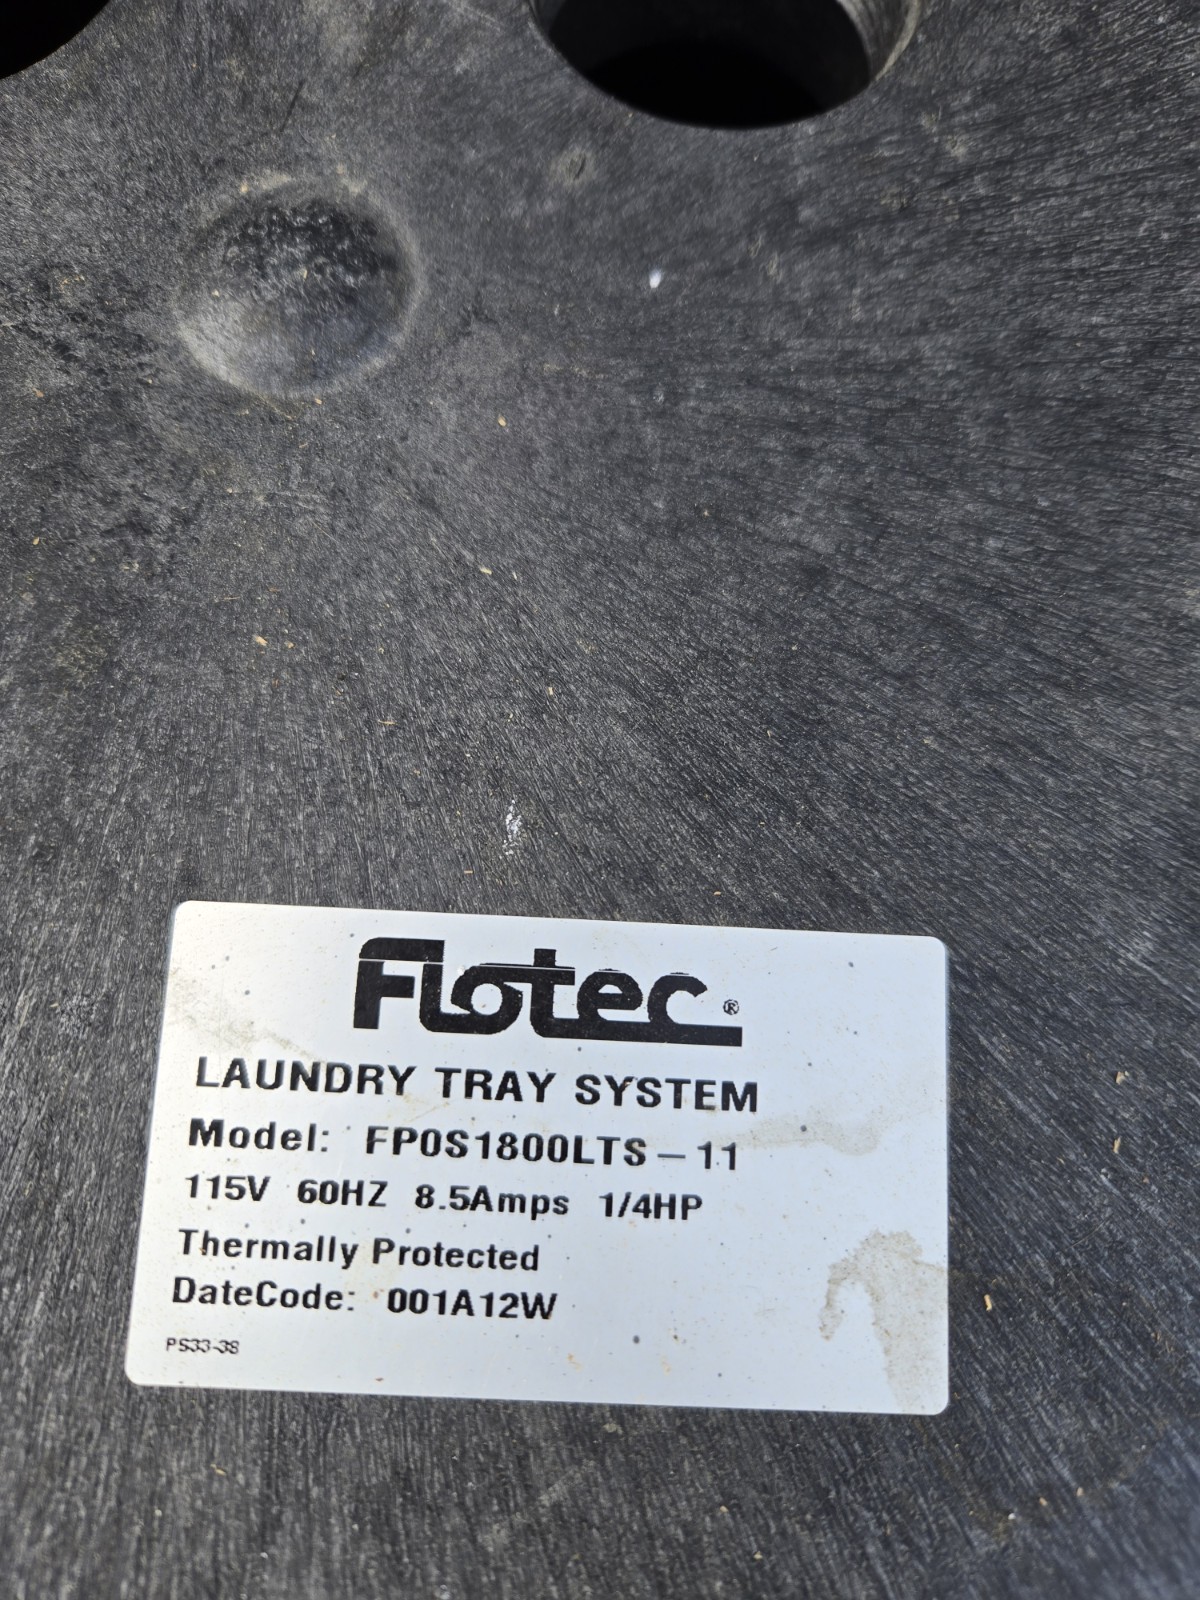 Flotec®
LAUNDRY TRAY SYSTEM
Model: FP0S1800LTS-11
115V 60HZ 8.5Amps 1/4HP
Thermally Protected
DateCode: 001A12W
PS33-38